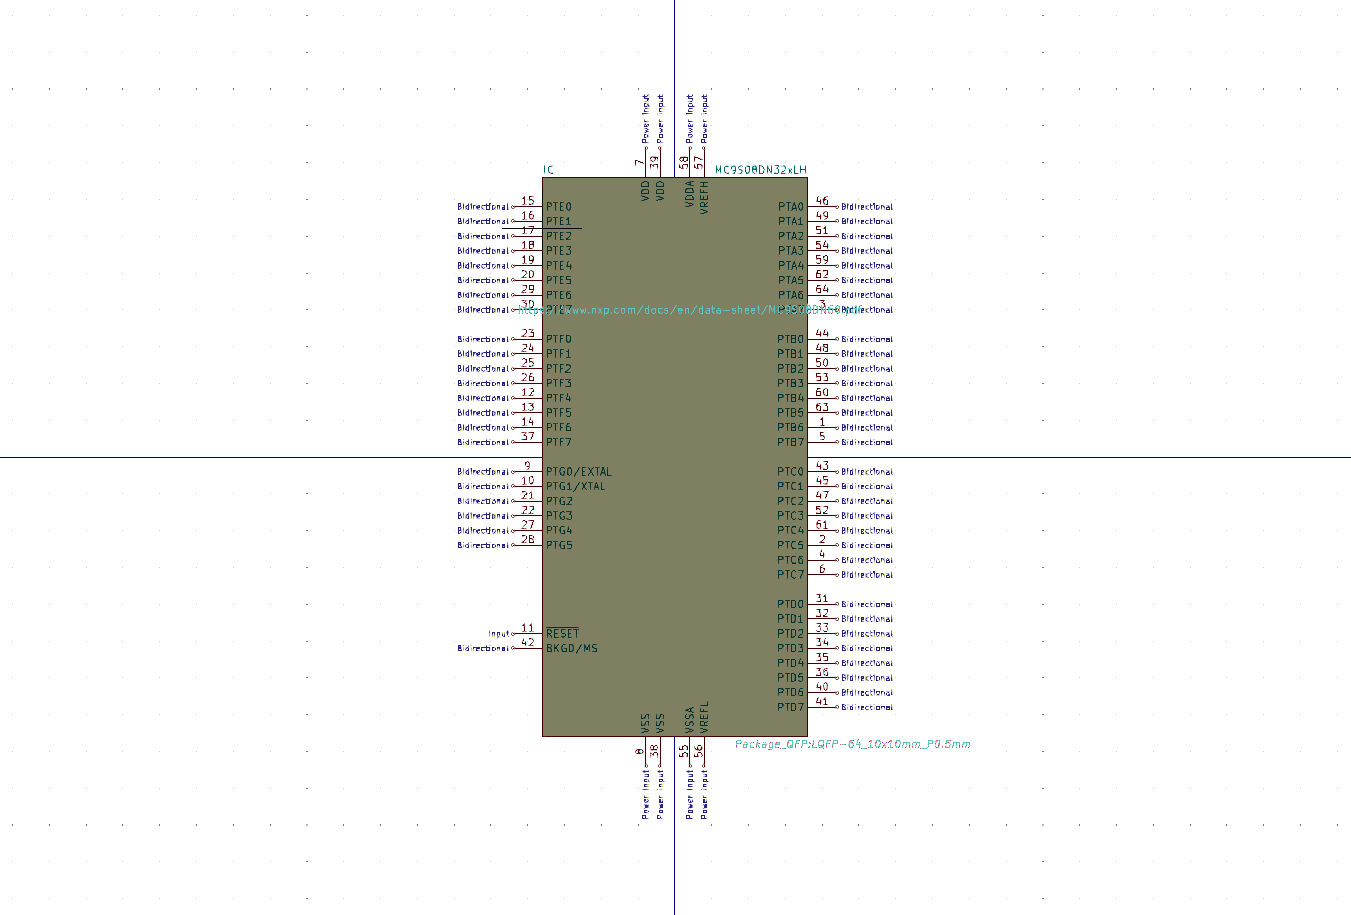 Power Input Power Input Power Input Power Input
7 39 58 57
IC MC9S08DN32xLH
VDD VDD VDDA VREFH
Bidirectional 15 PTE0 PTA0 46 Bidirectional
Bidirectional 16 PTE1 PTA1 49 Bidirectional
Bidirectional 17 PTE2 PTA2 51 Bidirectional
Bidirectional 18 PTE3 PTA3 54 Bidirectional
Bidirectional 19 PTE4 PTA4 59 Bidirectional
Bidirectional 20 PTE5 PTA5 62 Bidirectional
Bidirectional 29 PTE6 PTA6 64 Bidirectional
Bidirectional 30 PTE7 PTA7 3 Bidirectional
https://www.nxp.com/docs/en/data-sheet/MC9S08DN60.pdf
Bidirectional 23 PTF0 PTB0 44 Bidirectional
Bidirectional 24 PTF1 PTB1 48 Bidirectional
Bidirectional 25 PTF2 PTB2 50 Bidirectional
Bidirectional 26 PTF3 PTB3 53 Bidirectional
Bidirectional 12 PTF4 PTB4 60 Bidirectional
Bidirectional 13 PTF5 PTB5 63 Bidirectional
Bidirectional 14 PTF6 PTB6 1 Bidirectional
Bidirectional 37 PTF7 PTB7 5 Bidirectional
Bidirectional 9 PTG0/EXTAL PTC0 43 Bidirectional
Bidirectional 10 PTG1/XTAL PTC1 45 Bidirectional
Bidirectional 21 PTG2 PTC2 47 Bidirectional
Bidirectional 22 PTG3 PTC3 52 Bidirectional
Bidirectional 27 PTG4 PTC4 61 Bidirectional
Bidirectional 28 PTG5 PTC5 2 Bidirectional
PTC6 4 Bidirectional
PTC7 6 Bidirectional
PTD0 31 Bidirectional
PTD1 32 Bidirectional
Input 11 RESET PTD2 33 Bidirectional
Bidirectional 42 BKGD/MS PTD3 34 Bidirectional
PTD4 35 Bidirectional
PTD5 36 Bidirectional
PTD6 40 Bidirectional
PTD7 41 Bidirectional
VSS VSS VSSA VREFL
Package_QFP:LQFP-64_10x10mm_P0.5mm
8 38 55 56
Power Input Power Input Power Input Power Input